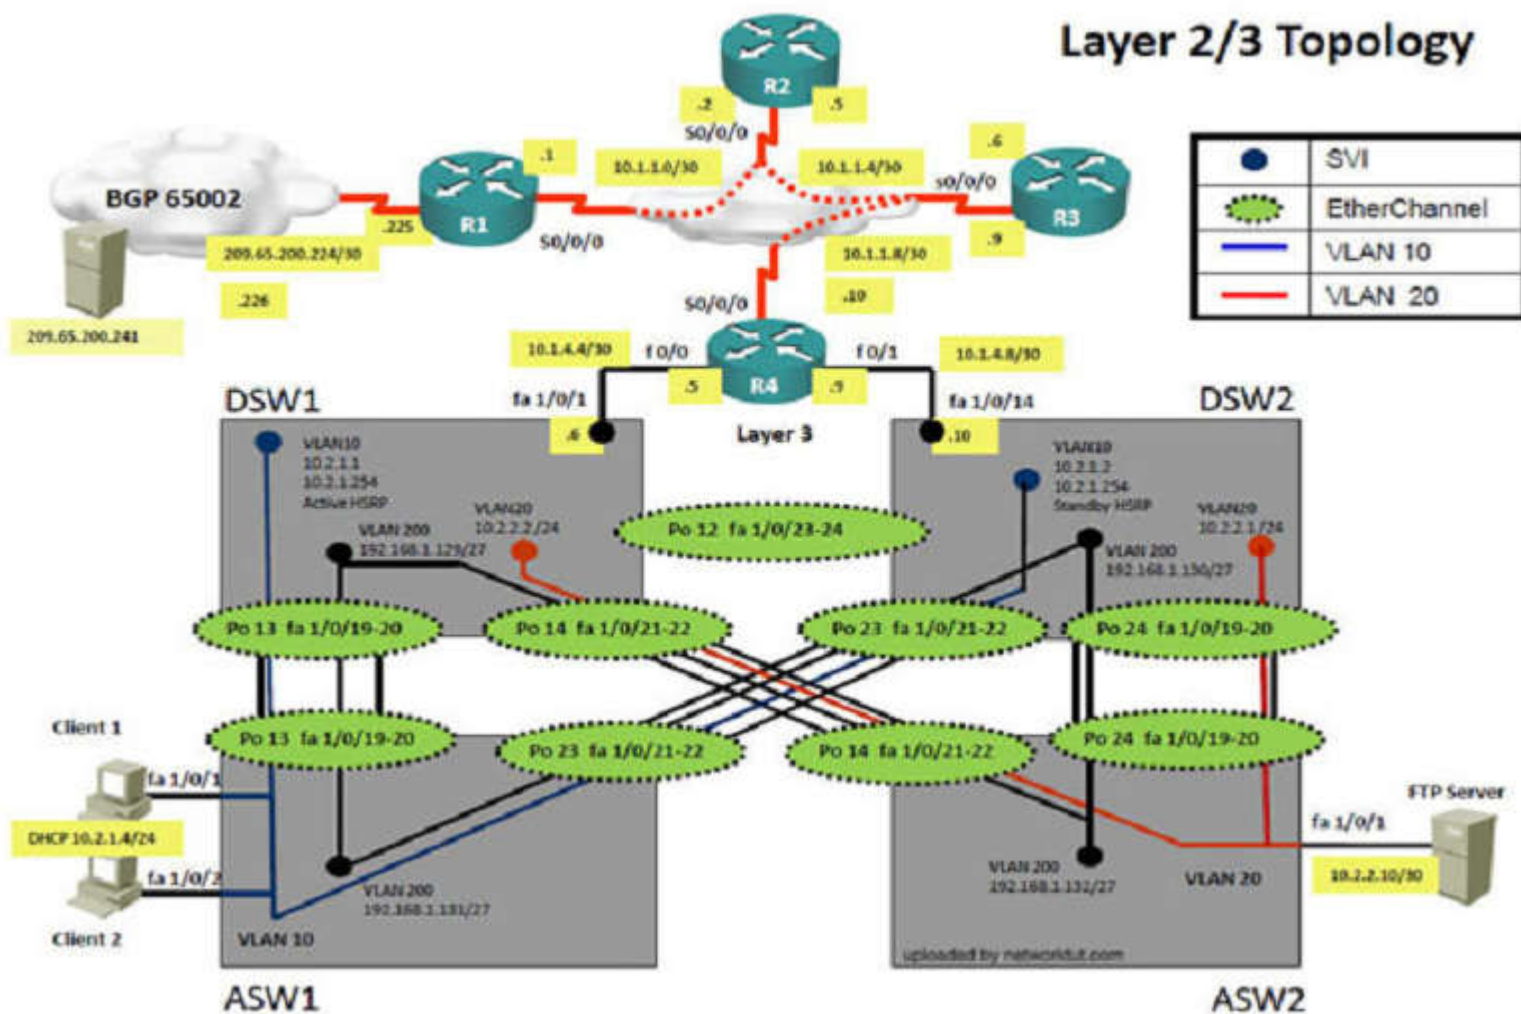 Layer 2/3 Topology
R2
.2
.5
S0/0/0
SVI
EtherChannel
VLAN 10
VLAN 20
BGP 65002
R1
.1
10.1.1.0/30
10.1.1.4/30
.6
s0/0/0
R3
.225
S0/0/0
.9
209.65.200.224/30
10.1.1.8/30
.226
.10
S0/0/0
209.65.200.241
10.1.4.4/30
f 0/0
f 0/1
10.1.4.8/30
.5
R4
.9
DSW1
fa 1/0/1
fa 1/0/14
DSW2
.6
Layer 3
.10
VLAN10
10.2.1.1
10.2.1.254
Active HSRP
VLAN20
10.2.2.2/24
VLAN 200
192.168.1.129/27
Po 12 fa 1/0/23-24
VLAN10
10.2.1.2
10.2.1.254
Standby HSRP
VLAN20
10.2.2.1/24
VLAN 200
192.168.1.130/27
Po 13 fa 1/0/19-20
Po 14 fa 1/0/21-22
Po 23 fa 1/0/21-22
Po 24 fa 1/0/19-20
Po 13 fa 1/0/19-20
Po 23 fa 1/0/21-22
Po 14 fa 1/0/21-22
Po 24 fa 1/0/19-20
Client 1
fa 1/0/1
DHCP 10.2.1.4/24
fa 1/0/2
Client 2
VLAN 200
192.168.1.131/27
VLAN 10
VLAN 200
192.168.1.132/27
VLAN 20
FTP Server
fa 1/0/1
uploaded by networktut.com
ASW1
ASW2